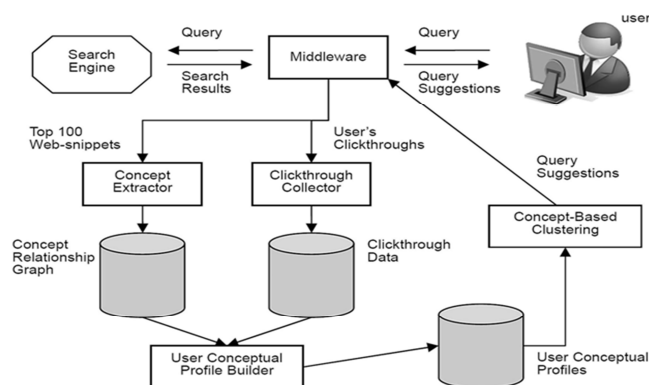 user
Query
Query
Search
Engine
Middleware
Search
Results
Query
Suggestions
Top 100
Web-snippets
User's
Clickthroughs
Query
Suggestions
Concept
Extractor
Clickthrough
Collector
Concept-Based
Clustering
Concept
Relationship
Graph
Clickthrough
Data
User Conceptual
Profile Builder
User Conceptual
Profiles